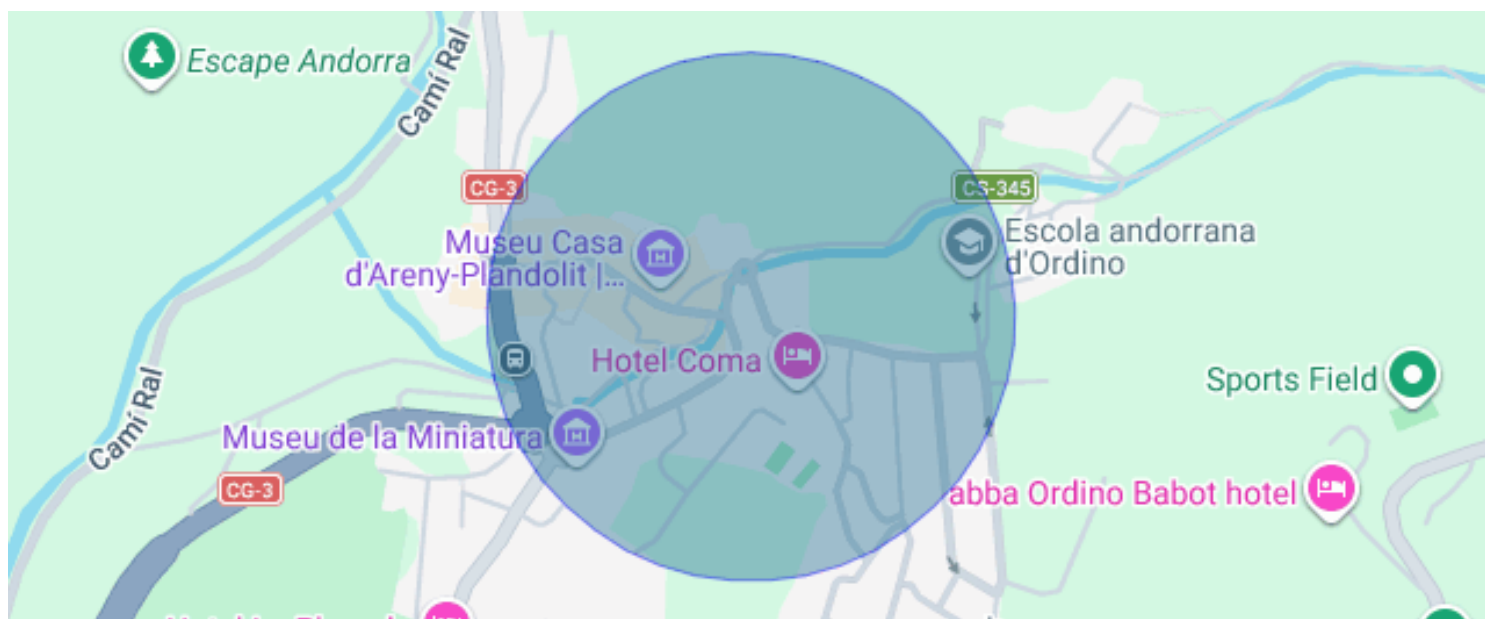 Escape Andorra
Camí Ral
CG-3
CS-345
Museu Casa
d'Areny-Plandolit |...
Escola andorrana
d'Ordino
Hotel Coma
Sports Field
Camí Ral
Museu de la Miniatura
CG-3
abba Ordino Babot hotel